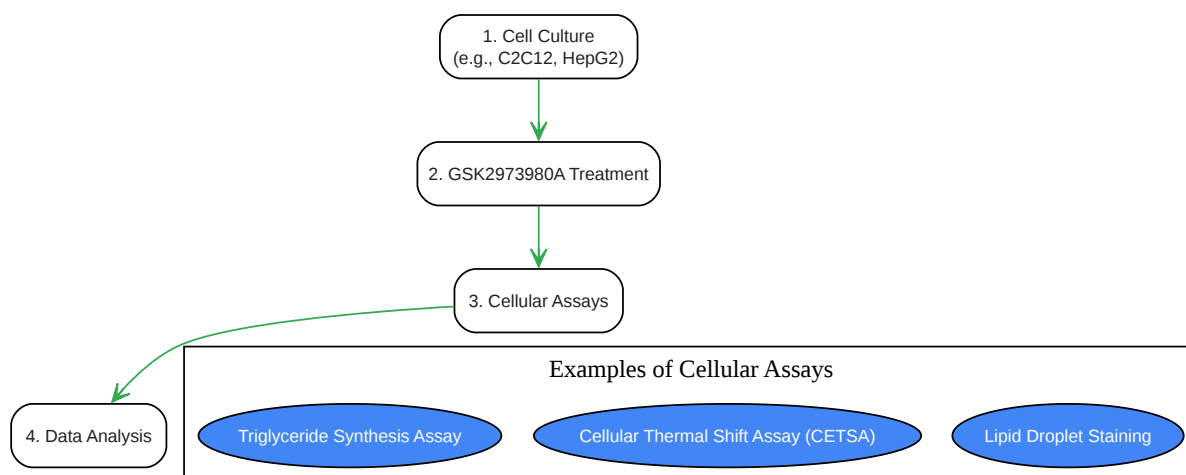 1. Cell Culture
(e.g., C2C12, HepG2)
2. GSK2973980A Treatment
3. Cellular Assays
Examples of Cellular Assays
4. Data Analysis
Triglyceride Synthesis Assay
Cellular Thermal Shift Assay (CETSA)
Lipid Droplet Staining